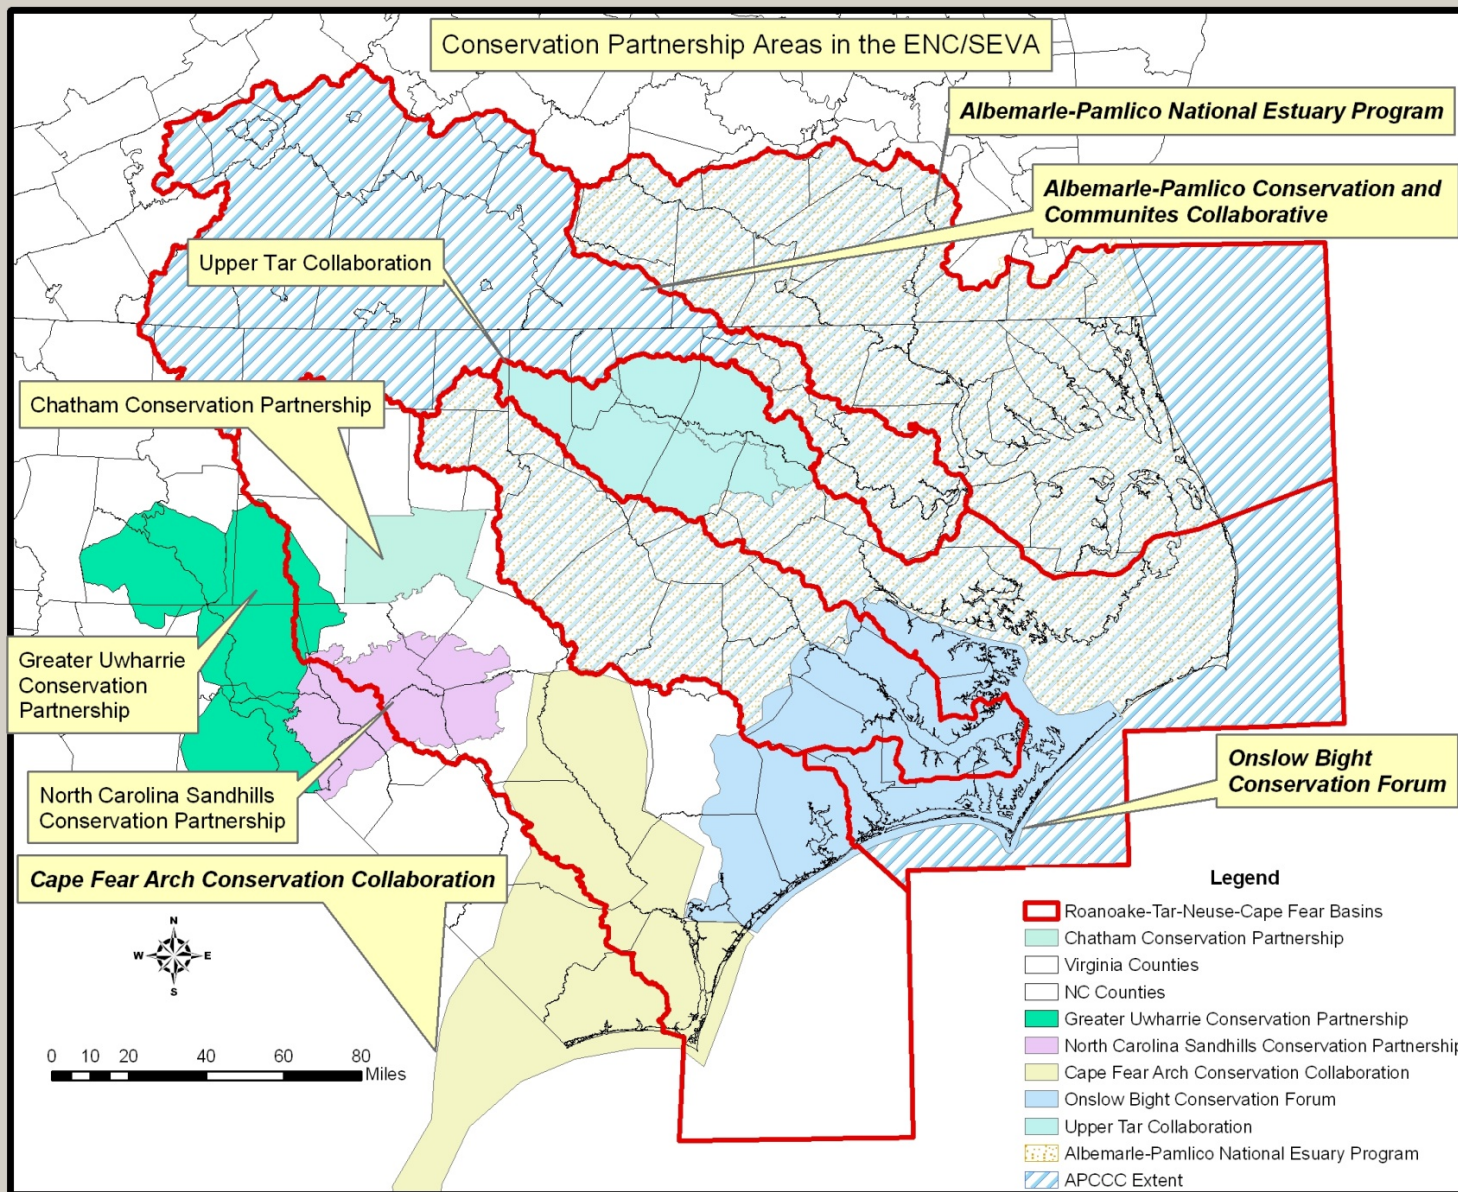 Conservation Partnership Areas in the ENC/SEVA
Albemarle-Pamlico National Estuary Program
Albemarle-Pamlico Conservation and
Communites Collaborative
Upper Tar Collaboration
Chatham Conservation Partnership
Greater Uwharrie
Conservation
Partnership
North Carolina Sandhills
Conservation Partnership
Onslow Bight
Conservation Forum
Cape Fear Arch Conservation Collaboration
N
W E
S
0 10 20 40 60 80
Miles
Legend
Roanoake-Tar-Neuse-Cape Fear Basins
Chatham Conservation Partnership
Virginia Counties
NC Counties
Greater Uwharrie Conservation Partnership
North Carolina Sandhills Conservation Partnership
Cape Fear Arch Conservation Collaboration
Onslow Bight Conservation Forum
Upper Tar Collaboration
Albemarle-Pamlico National Esuary Program
APCCC Extent